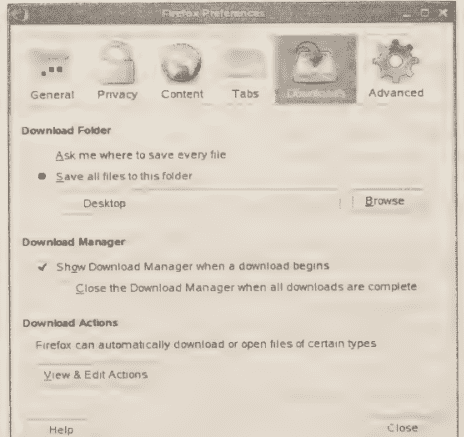 Firefox Preferences
General Privacy Content Tabs Downloads Advanced
Download Folder
Ask me where to save every file
Save all files to this folder
Desktop Browse
Download Manager
Show Download Manager when a download begins
Close the Download Manager when all downloads are complete
Download Actions
Firefox can automatically download or open files of certain types
View & Edit Actions
Help Close